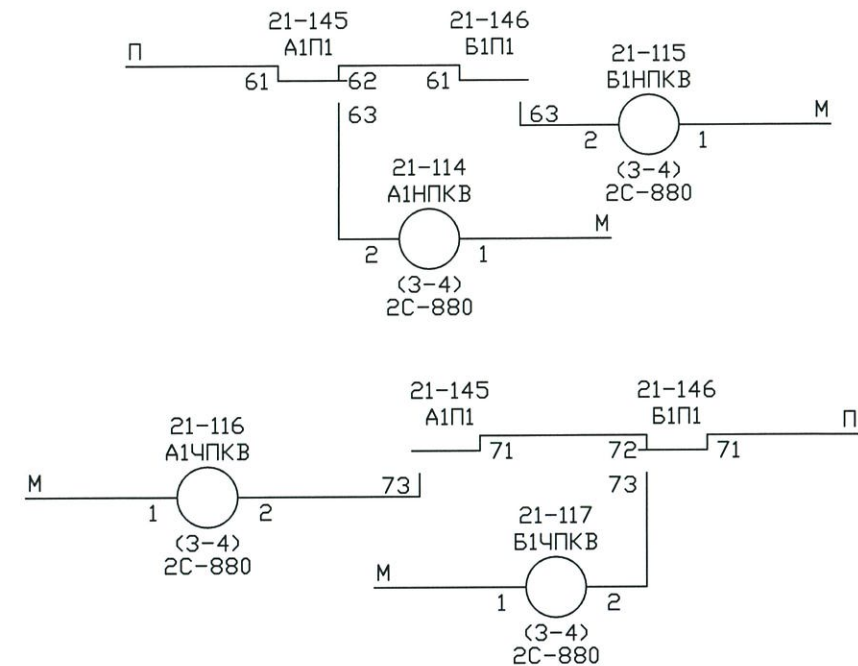 21-145
А1П1
21-146
Б1П1
П
61
62
61
63
63
21-115
Б1НПКВ
М
2
1
(3-4)
2С-880
21-114
А1НПКВ
М
2
1
(3-4)
2С-880
21-145
А1П1
21-146
Б1П1
П
71
72
71
73
73
21-116
А1ЧПКВ
М
1
2
(3-4)
2С-880
21-117
Б1ЧПКВ
М
1
2
(3-4)
2С-880